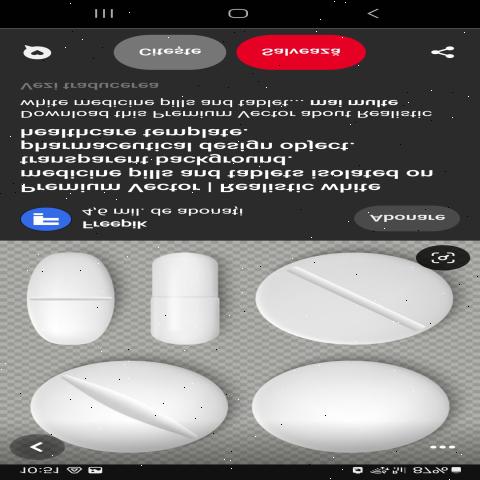 10:51 87%
Freepik
4,6 mil. de abonați
Abonare
Premium Vector | Realistic white
medicine pills and tablets isolated on
transparent background.
pharmaceutical design object.
healthcare template.
Download this Premium Vector about Realistic
white medicine pills and tablet... mai multe
Vezi traducerea
Citește
Salvează